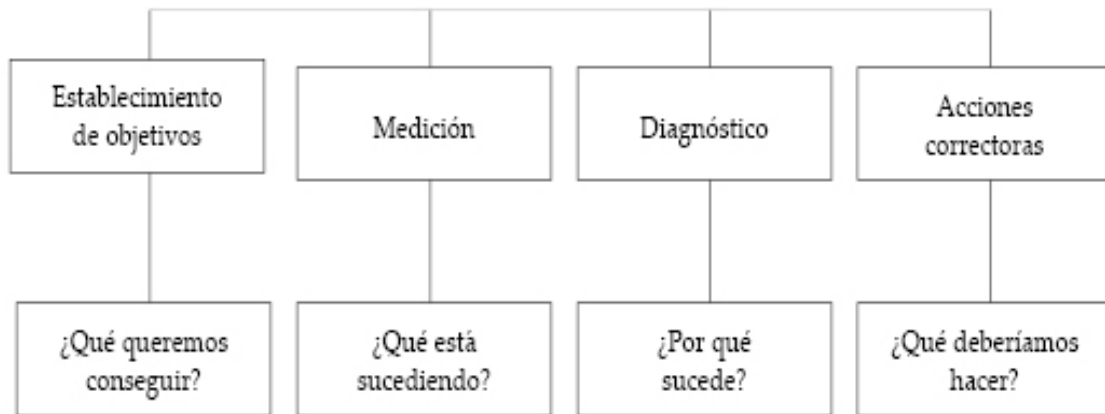 Establecimiento
de objetivos
Medición
Diagnóstico
Acciones
correctoras
¿Qué queremos
conseguir?
¿Qué está
sucediendo?
¿Por qué
sucede?
¿Qué deberíamos
hacer?